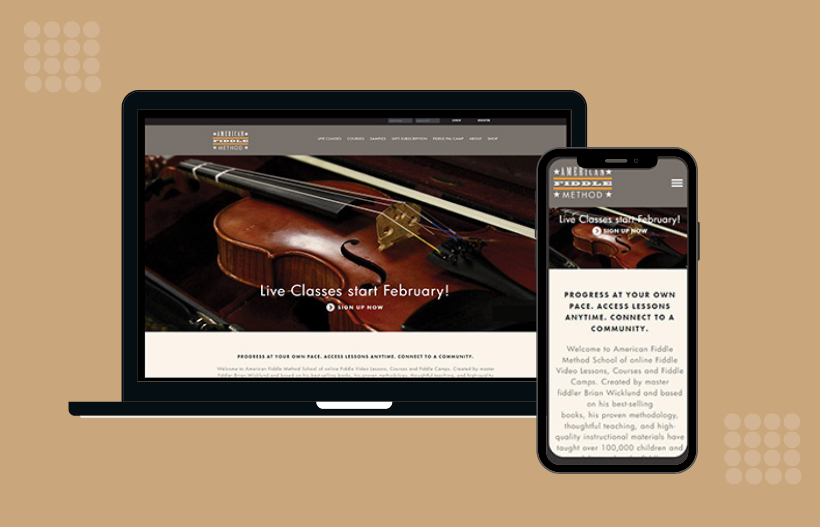 LOGIN REGISTER
★AMERICAN★
FIDDLE
★METHOD★
LIVE CLASSES COURSES SAMPLES GIFT SUBSCRIPTION FIDDLE PAL CAMP ABOUT SHOP
Live Classes start February!
SIGN UP NOW
PROGRESS AT YOUR OWN PACE. ACCESS LESSONS ANYTIME. CONNECT TO A COMMUNITY.
Welcome to American Fiddle Method School of online Fiddle Video Lessons, Courses and Fiddle Camps. Created by master
fiddler Brian Wicklund and based on his best-selling books, his proven methodology, thoughtful teaching, and high-quality
★AMERICAN★
FIDDLE
★METHOD★
Live Classes start February!
SIGN UP NOW
PROGRESS AT YOUR OWN
PACE. ACCESS LESSONS
ANYTIME. CONNECT TO A
COMMUNITY.
Welcome to American Fiddle
Method School of online Fiddle
Video Lessons, Courses and Fiddle
Camps. Created by master
fiddler Brian Wicklund and based
on his best-selling
books, his proven methodology,
thoughtful teaching, and high-
quality instructional materials have
taught over 100,000 children and